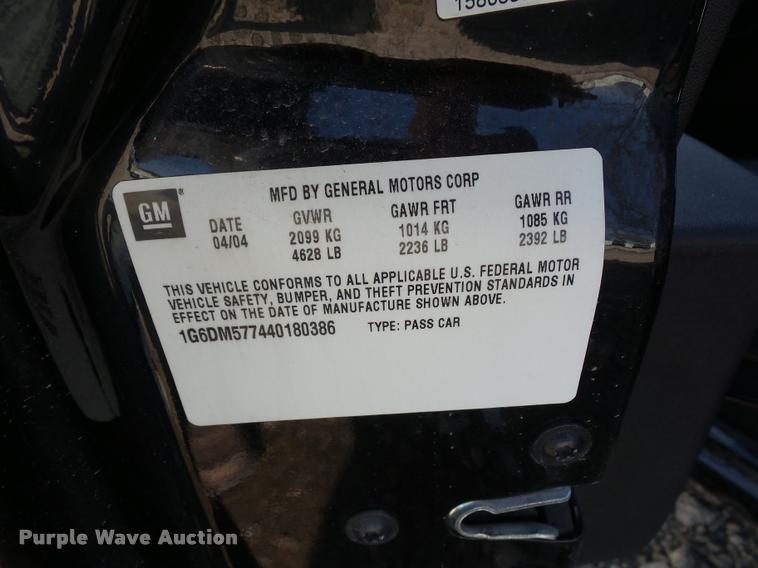 GM ®
MFD BY GENERAL MOTORS CORP
DATE GVWR GAWR FRT GAWR RR
04/04 2099 KG 1014 KG 1085 KG
4628 LB 2236 LB 2392 LB
THIS VEHICLE CONFORMS TO ALL APPLICABLE U.S. FEDERAL MOTOR
VEHICLE SAFETY, BUMPER, AND THEFT PREVENTION STANDARDS IN
EFFECT ON THE DATE OF MANUFACTURE SHOWN ABOVE.
1G6DM577440180386 TYPE: PASS CAR
Purple Wave Auction